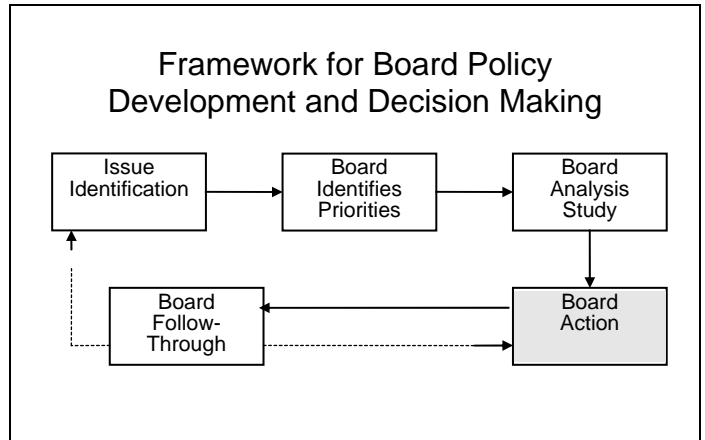 Framework for Board Policy
Development and Decision Making
Issue
Identification
Board
Identifies
Priorities
Board
Analysis
Study
Board
Follow-
Through
Board
Action